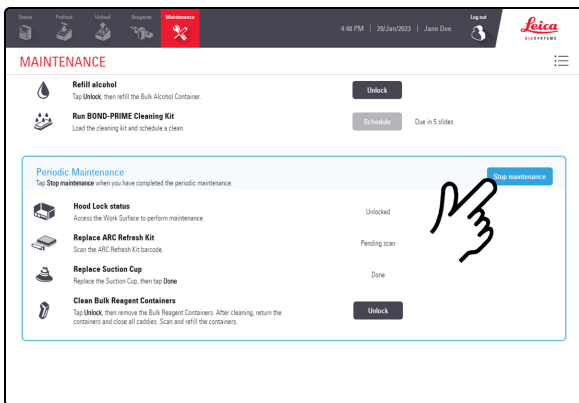 Status Preload Unload Reagents Maintenance
4:48 PM | 29/Jan/2023 | Jane Doe
Log out
Leica
BIOSYSTEMS
MAINTENANCE
Refill alcohol
Tap Unlock, then refill the Bulk Alcohol Container.
Unlock
Run BOND-PRIME Cleaning Kit
Load the cleaning kit and schedule a clean.
Schedule
Due in 5 slides
Periodic Maintenance
Tap Stop maintenance when you have completed the periodic maintenance.
Stop maintenance
Hood Lock status
Access the Work Surface to perform maintenance.
Unlocked
Replace ARC Refresh Kit
Scan the ARC Refresh Kit barcode.
Pending scan
Replace Suction Cup
Replace the Suction Cup, then tap Done
Done
Clean Bulk Reagent Containers
Tap Unlock, then remove the Bulk Reagent Containers. After cleaning, return the
containers and close all caddies. Scan and refill the containers.
Unlock